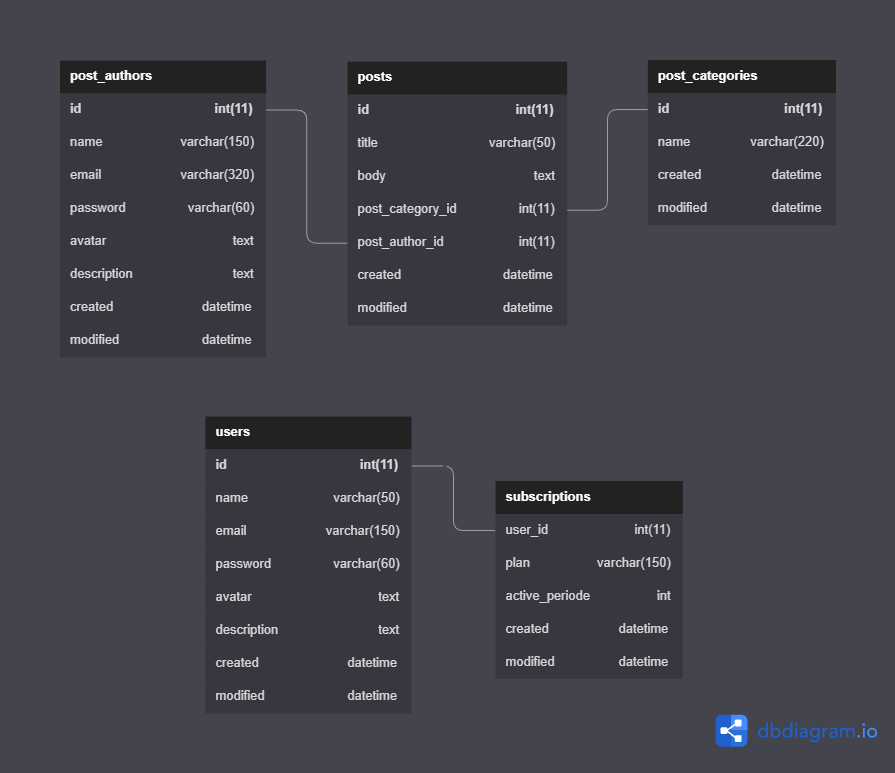 post_authors
id int(11)
name varchar(150)
email varchar(320)
password varchar(60)
avatar text
description text
created datetime
modified datetime
posts
id int(11)
title varchar(50)
body text
post_category_id int(11)
post_author_id int(11)
created datetime
modified datetime
post_categories
id int(11)
name varchar(220)
created datetime
modified datetime
users
id int(11)
name varchar(50)
email varchar(150)
password varchar(60)
avatar text
description text
created datetime
modified datetime
subscriptions
user_id int(11)
plan varchar(150)
active_periode int
created datetime
modified datetime
dbdiagram.io